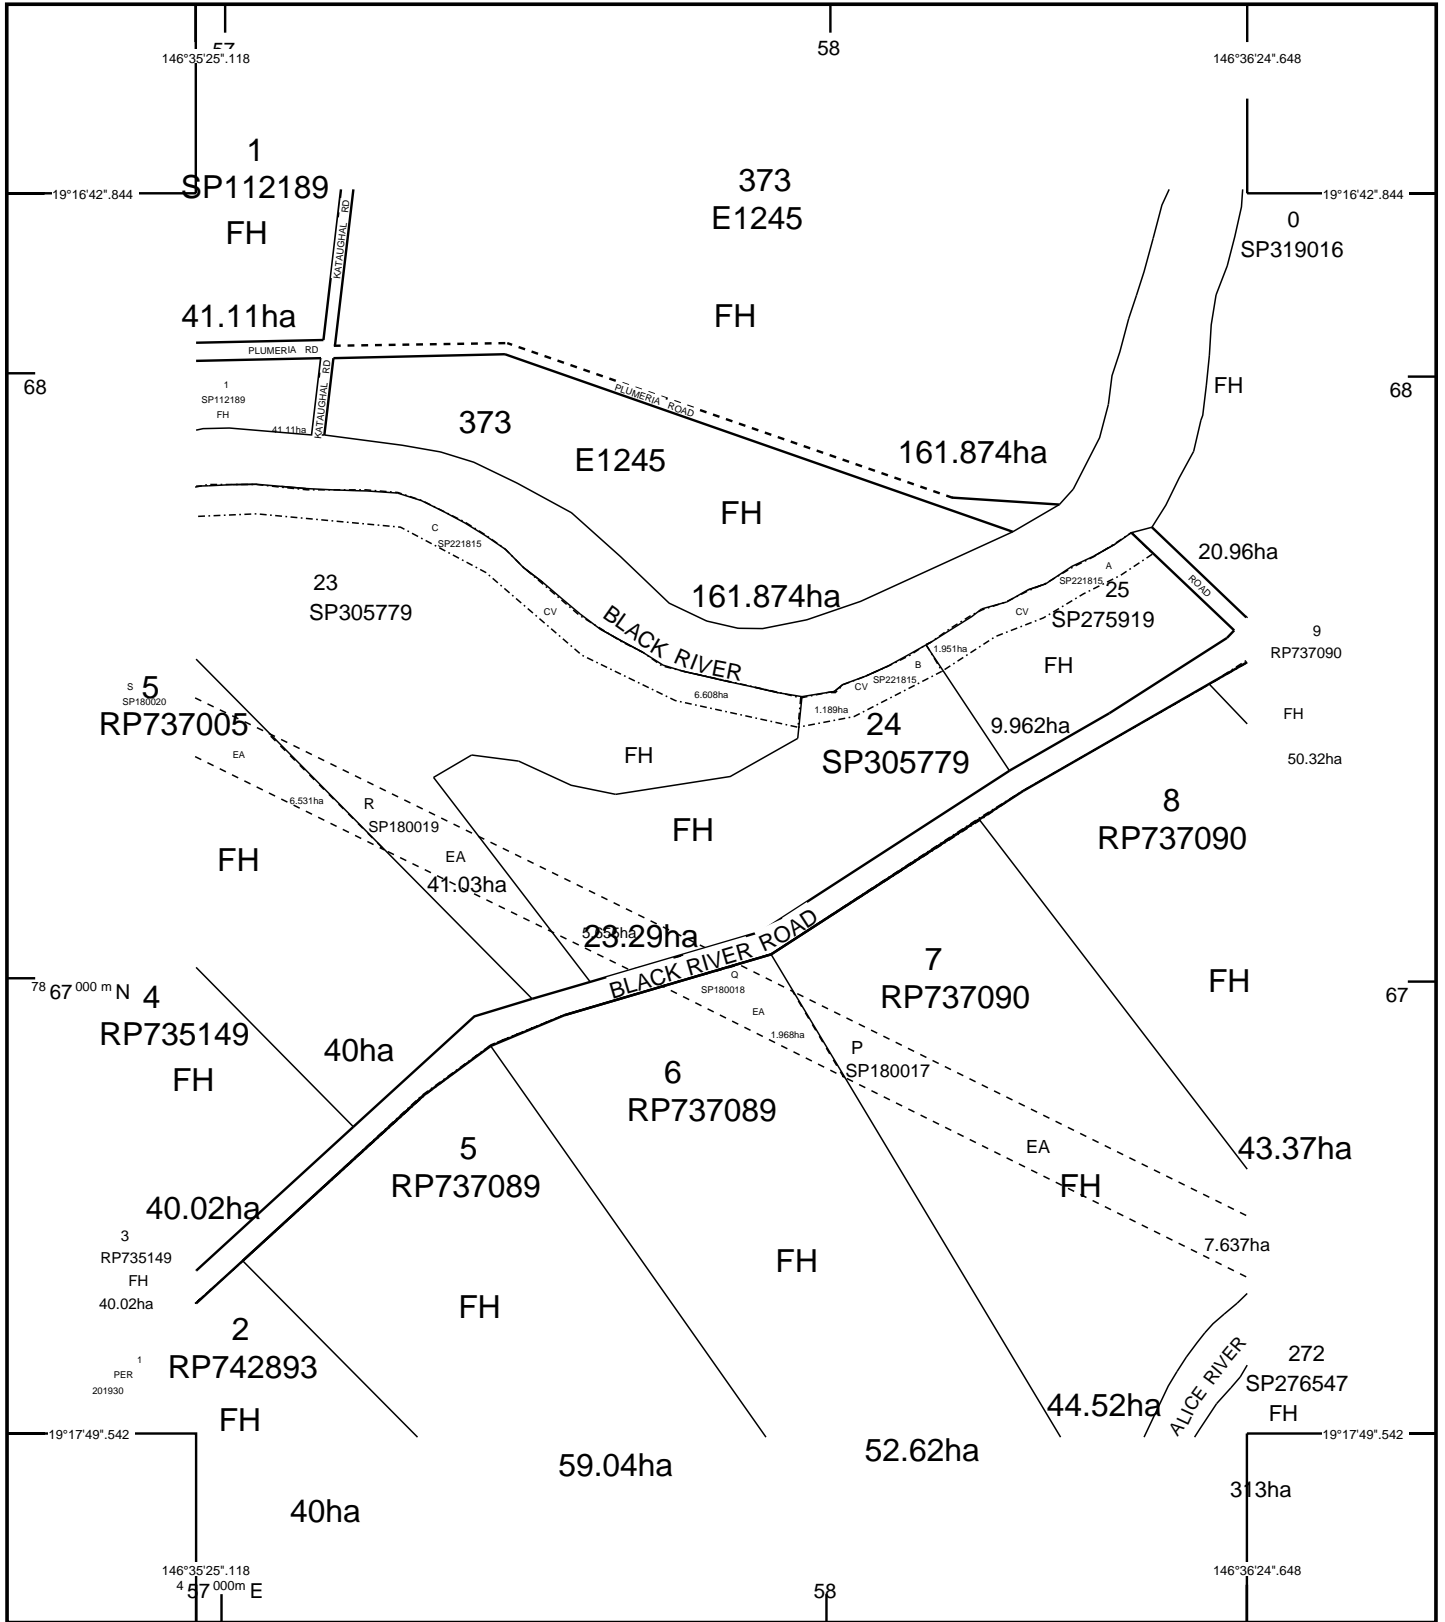 57
58
146°35'25".118
146°36'24".648
1
SP112189
FH
41.11ha
373
E1245
FH
19°16'42".844
19°16'42".844
0
SP319016
FH
KATAUGHAL RD
PLUMERIA RD
68
68
1
SP112189
FH
41.11ha
KATAUGHAL RD
PLUMERIA ROAD
373
E1245
FH
161.874ha
161.874ha
20.96ha
C
SP221815
23
SP305779
CV
BLACK RIVER
A
SP221815
25
SP275919
CV
ROAD
FH
9
RP737090
1.951ha
B
SP221815
CV
6.608ha
1.189ha
S
SP180020
5
RP737005
EA
6.531ha
FH
24
SP305779
9.962ha
FH
50.32ha
R
SP180019
EA
41.03ha
FH
8
RP737090
FH
5.655ha
23.29ha
BLACK RIVER ROAD
7
RP737090
FH
78 67 000 m N
67
4
RP735149
FH
40ha
Q
SP180018
EA
1.968ha
P
SP180017
6
RP737089
5
RP737089
EA
FH
43.37ha
40.02ha
3
RP735149
FH
40.02ha
7.637ha
FH
FH
2
RP742893
FH
1
PER
201930
ALICE RIVER
272
SP276547
FH
44.52ha
19°17'49".542
19°17'49".542
52.62ha
59.04ha
313ha
40ha
146°35'25".118
146°36'24".648
4 57 000m E
58